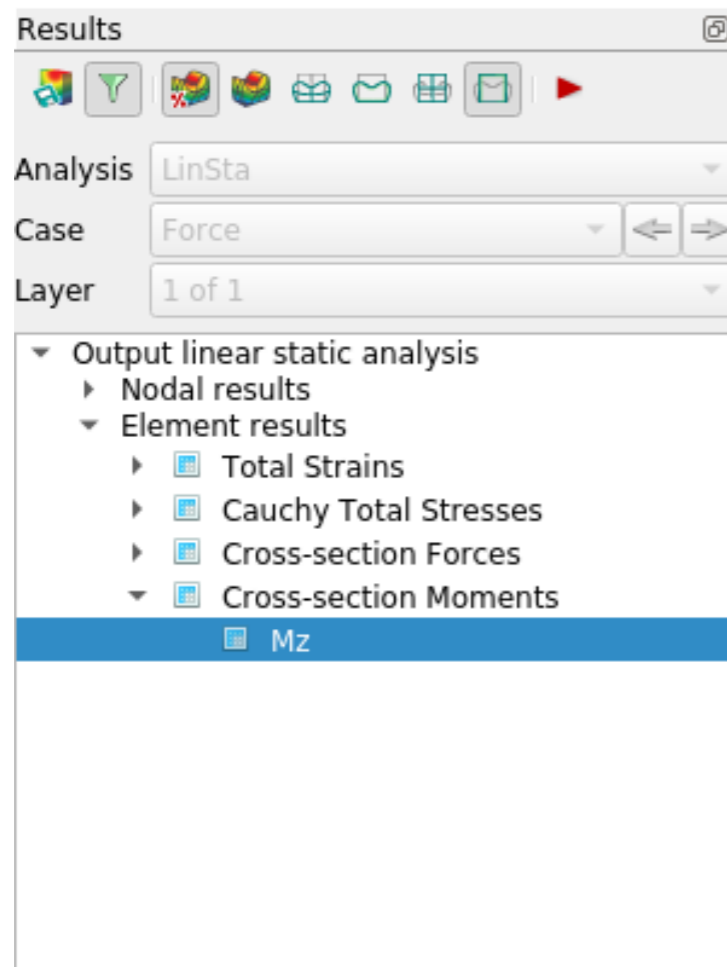 Results
Analysis LinSta
Case Force
Layer 1 of 1
Output linear static analysis
Nodal results
Element results
Total Strains
Cauchy Total Stresses
Cross-section Forces
Cross-section Moments
Mz